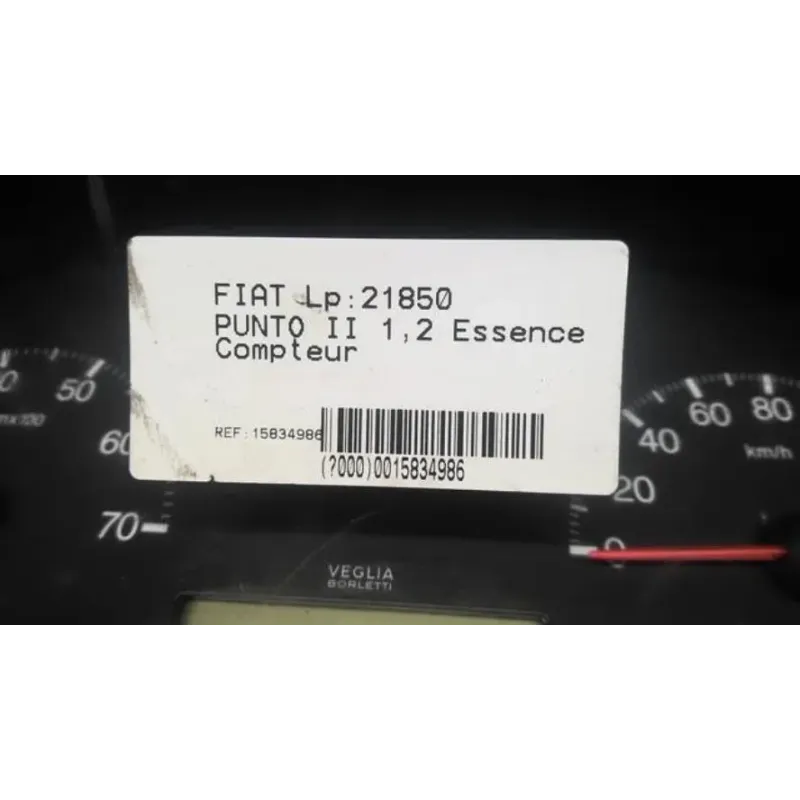 FIAT Lp:21850
PUNTO II 1,2 Essence
Compteur
REF:15834986
(?000)0015834986
50
60
70
40
60
80
km/h
20
0
VEGLIA
BORLETTI